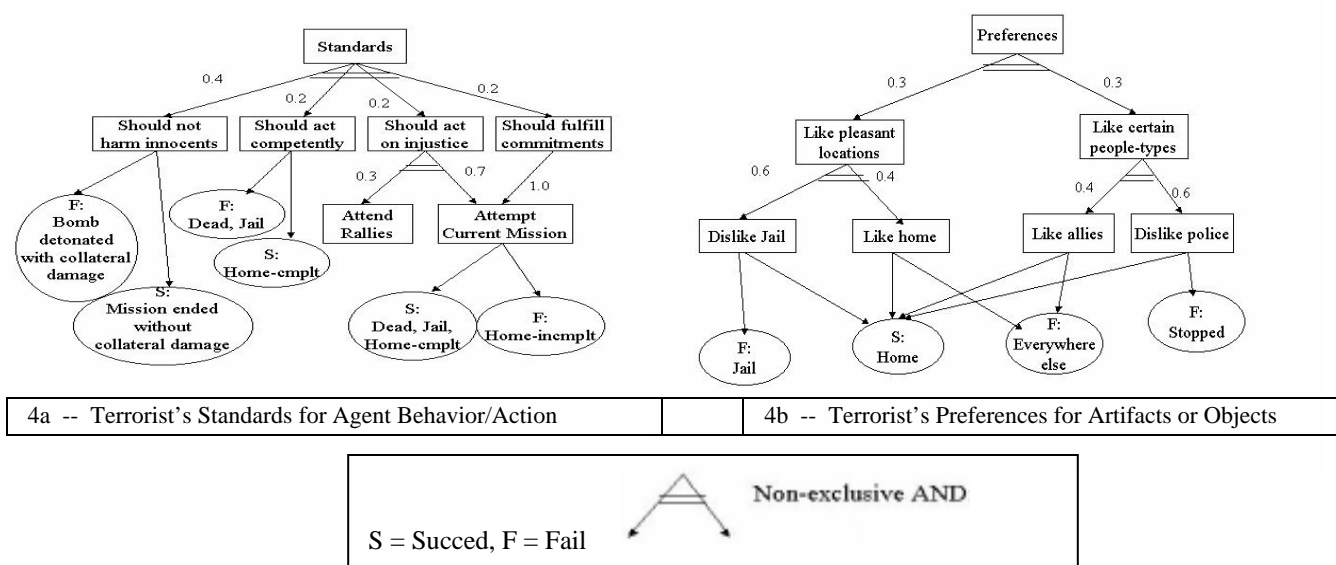 Standards
0.4
0.2
0.2
0.2
Should not
harm innocents
Should act
competently
Should act
on injustice
Should fulfill
commitments
0.3
0.7
1.0
F:
Bomb
detonated
with collateral
damage
F:
Dead, Jail
S:
Home-cmplt
Attend
Rallies
Attempt
Current Mission
S:
Mission ended
without
collateral damage
S:
Dead, Jail,
Home-cmplt
F:
Home-incmplt
Preferences
0.3
0.3
Like pleasant
locations
Like certain
people-types
0.6
0.4
0.4
0.6
Dislike Jail
Like home
Like allies
Dislike police
F:
Jail
S:
Home
F:
Everywhere
else
F:
Stopped
4a -- Terrorist's Standards for Agent Behavior/Action
4b -- Terrorist's Preferences for Artifacts or Objects
Non-exclusive AND
S = Succed, F = Fail